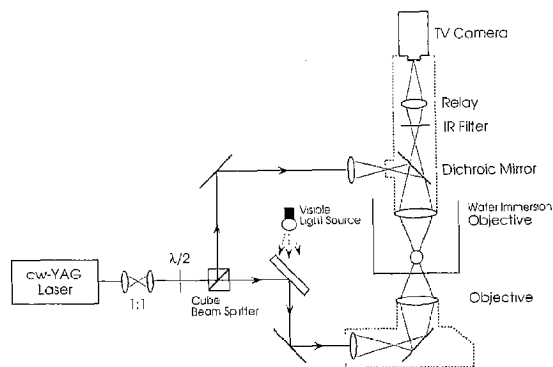 TV Camera
Relay
IR Filter
Dichroic Mirror
Water Immersion
Objective
Visible
Light Source
λ/2
cw-YAG
Laser
1:1
Cube
Beam Splitter
Objective